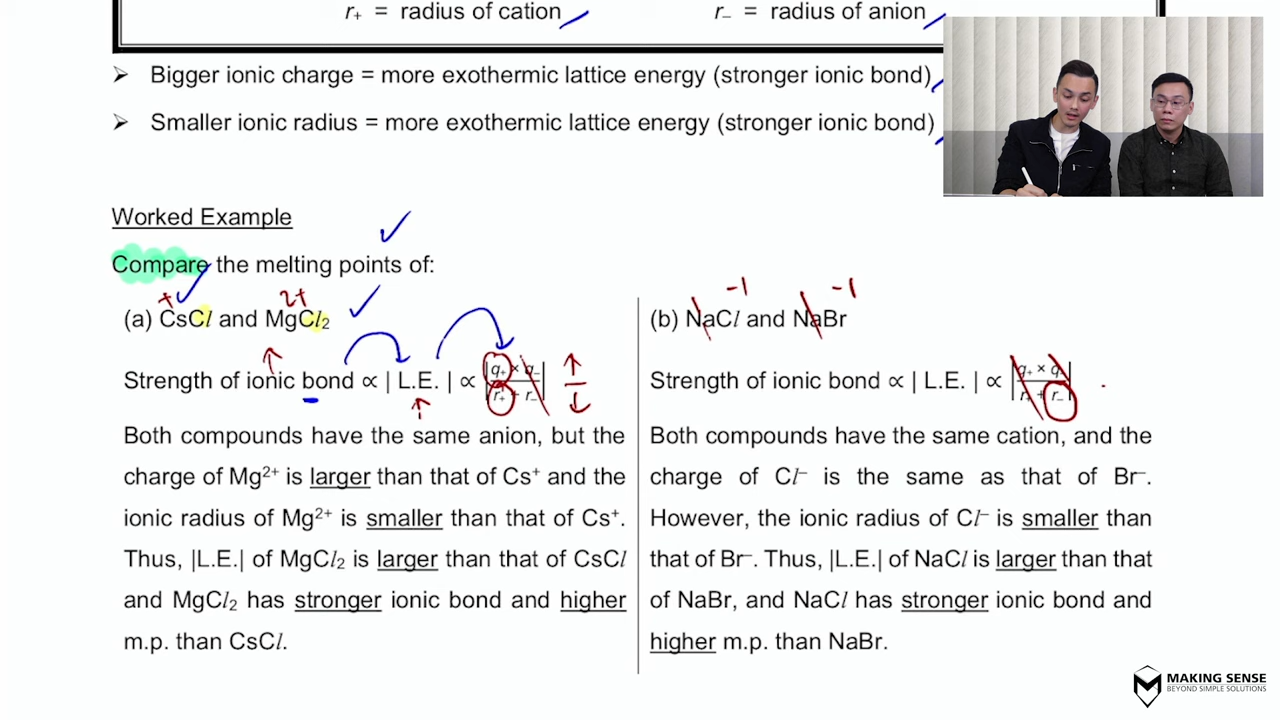 r₊ = radius of cation
r₋ = radius of anion
➢ Bigger ionic charge = more exothermic lattice energy (stronger ionic bond)
➢ Smaller ionic radius = more exothermic lattice energy (stronger ionic bond)
Worked Example
Compare the melting points of:
+ 2+
(a) CsCl and MgCl₂
Strength of ionic bond ∝ | L.E. | ∝ |q₊ × q₋ / r₊ + r₋|
Both compounds have the same anion, but the
charge of Mg²⁺ is larger than that of Cs⁺ and the
ionic radius of Mg²⁺ is smaller than that of Cs⁺.
Thus, |L.E.| of MgCl₂ is larger than that of CsCl
and MgCl₂ has stronger ionic bond and higher
m.p. than CsCl.
-1 -1
(b) NaCl and NaBr
Strength of ionic bond ∝ | L.E. | ∝ |q₊ × q₋ / r₊ + r₋|
Both compounds have the same cation, and the
charge of Cl⁻ is the same as that of Br⁻.
However, the ionic radius of Cl⁻ is smaller than
that of Br⁻. Thus, |L.E.| of NaCl is larger than that
of NaBr, and NaCl has stronger ionic bond and
higher m.p. than NaBr.
MAKING SENSE
BEYOND SIMPLE SOLUTIONS